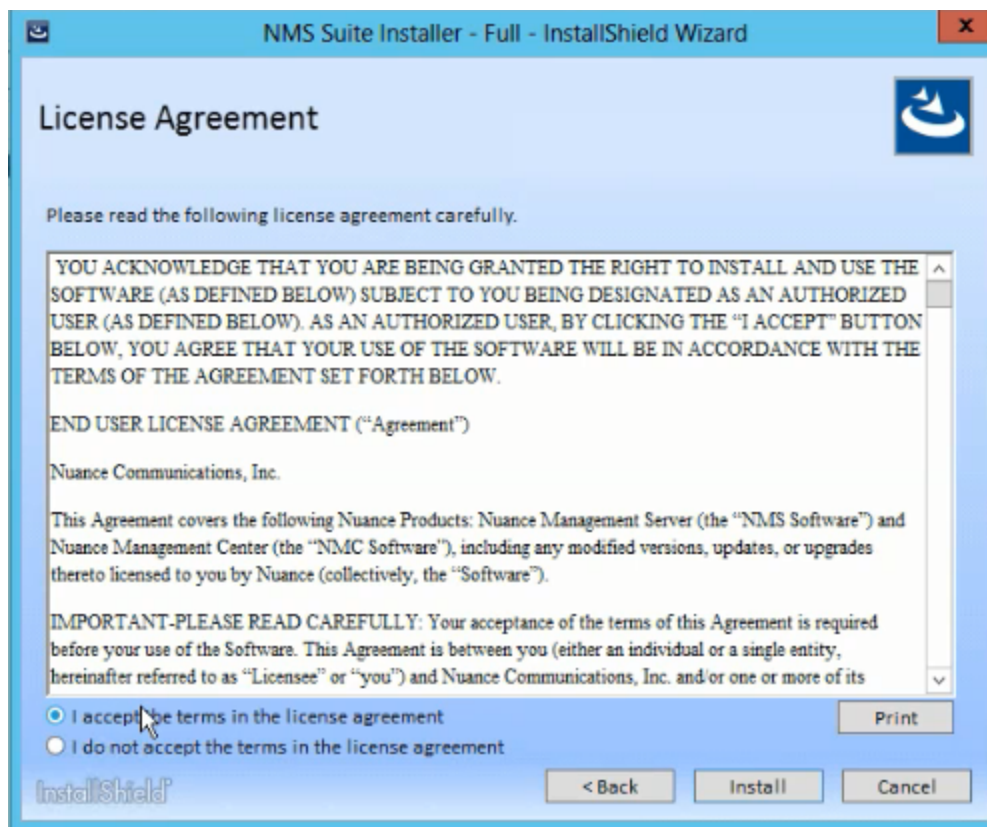 NMS Suite Installer - Full - InstallShield Wizard
x
License Agreement
Please read the following license agreement carefully.
YOU ACKNOWLEDGE THAT YOU ARE BEING GRANTED THE RIGHT TO INSTALL AND USE THE
SOFTWARE (AS DEFINED BELOW) SUBJECT TO YOU BEING DESIGNATED AS AN AUTHORIZED
USER (AS DEFINED BELOW). AS AN AUTHORIZED USER, BY CLICKING THE “I ACCEPT” BUTTON
BELOW, YOU AGREE THAT YOUR USE OF THE SOFTWARE WILL BE IN ACCORDANCE WITH THE
TERMS OF THE AGREEMENT SET FORTH BELOW.
END USER LICENSE AGREEMENT (“Agreement”)
Nuance Communications, Inc.
This Agreement covers the following Nuance Products: Nuance Management Server (the “NMS Software”) and
Nuance Management Center (the “NMC Software”), including any modified versions, updates, or upgrades
thereto licensed to you by Nuance (collectively, the “Software”).
IMPORTANT-PLEASE READ CAREFULLY: Your acceptance of the terms of this Agreement is required
before your use of the Software. This Agreement is between you (either an individual or a single entity,
hereinafter referred to as “Licensee” or “you”) and Nuance Communications, Inc. and/or one or more of its
I accept the terms in the license agreement
Print
I do not accept the terms in the license agreement
InstallShield
< Back
Install
Cancel